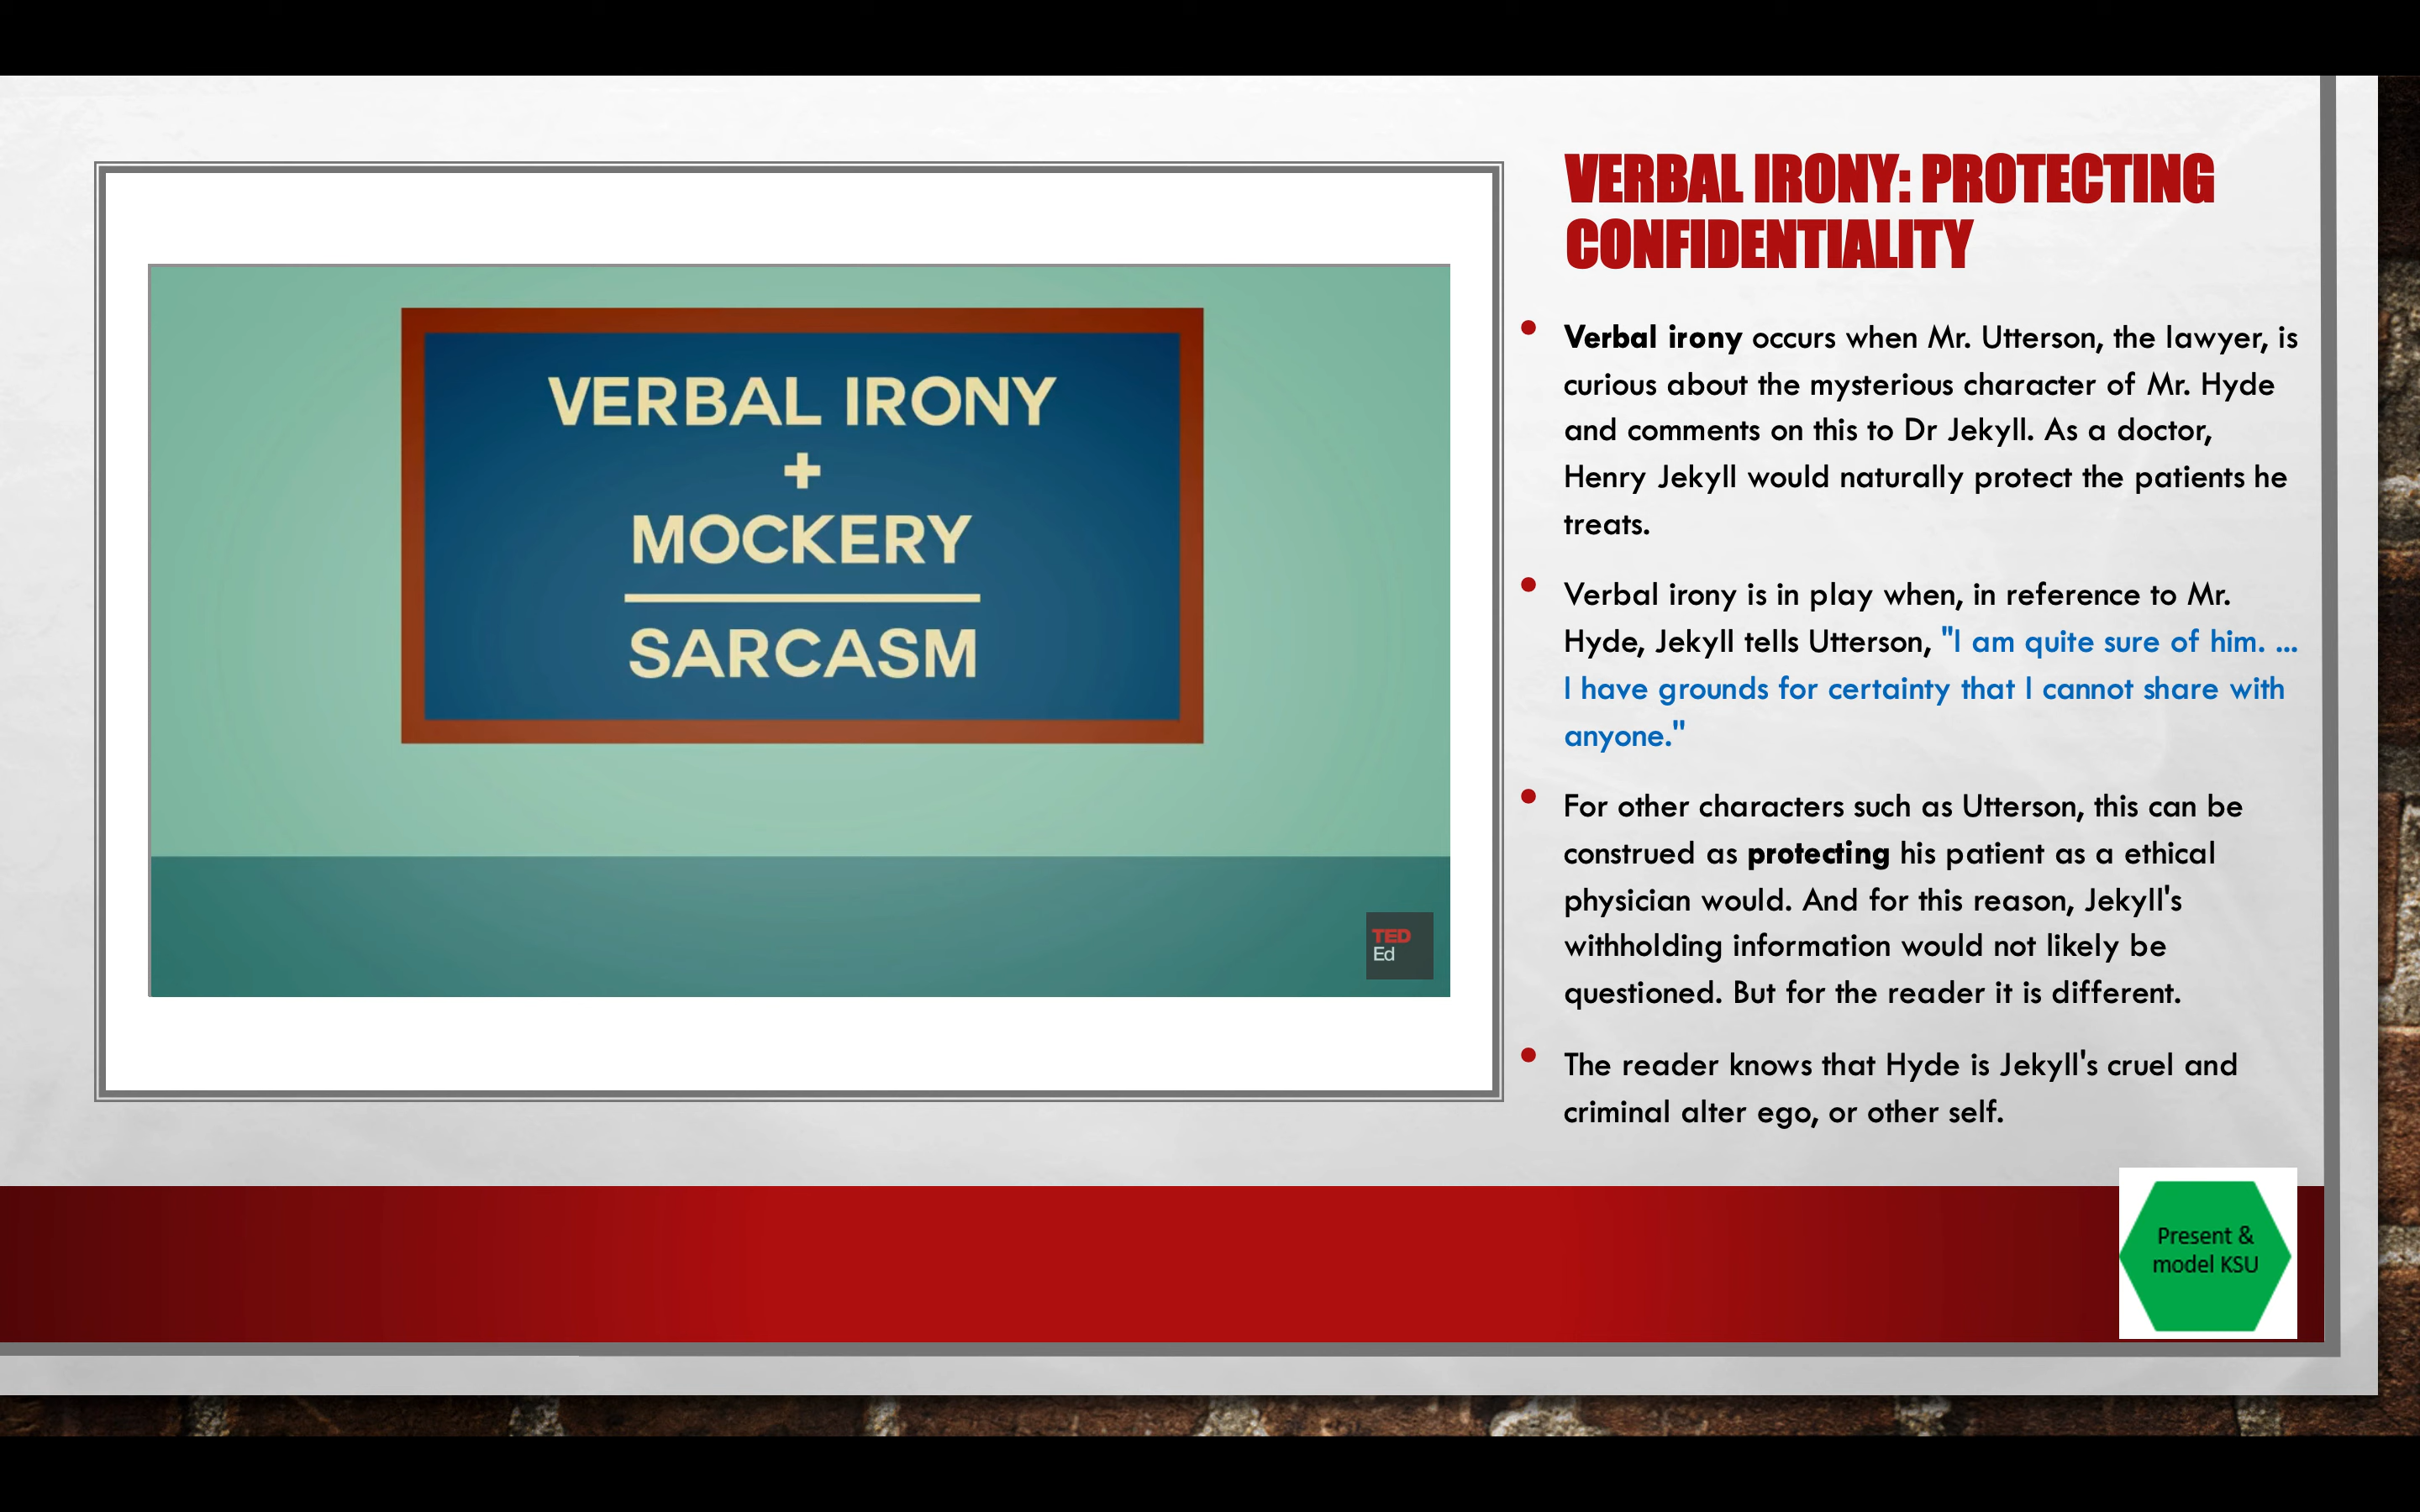 VERBAL IRONY
+
MOCKERY
SARCASM
TED
Ed
VERBAL IRONY: PROTECTING
CONFIDENTIALITY
• Verbal irony occurs when Mr. Utterson, the lawyer, is
curious about the mysterious character of Mr. Hyde
and comments on this to Dr Jekyll. As a doctor,
Henry Jekyll would naturally protect the patients he
treats.
• Verbal irony is in play when, in reference to Mr.
Hyde, Jekyll tells Utterson, "I am quite sure of him. ...
I have grounds for certainty that I cannot share with
anyone."
• For other characters such as Utterson, this can be
construed as protecting his patient as a ethical
physician would. And for this reason, Jekyll's
withholding information would not likely be
questioned. But for the reader it is different.
• The reader knows that Hyde is Jekyll's cruel and
criminal alter ego, or other self.
Present &
model KSU